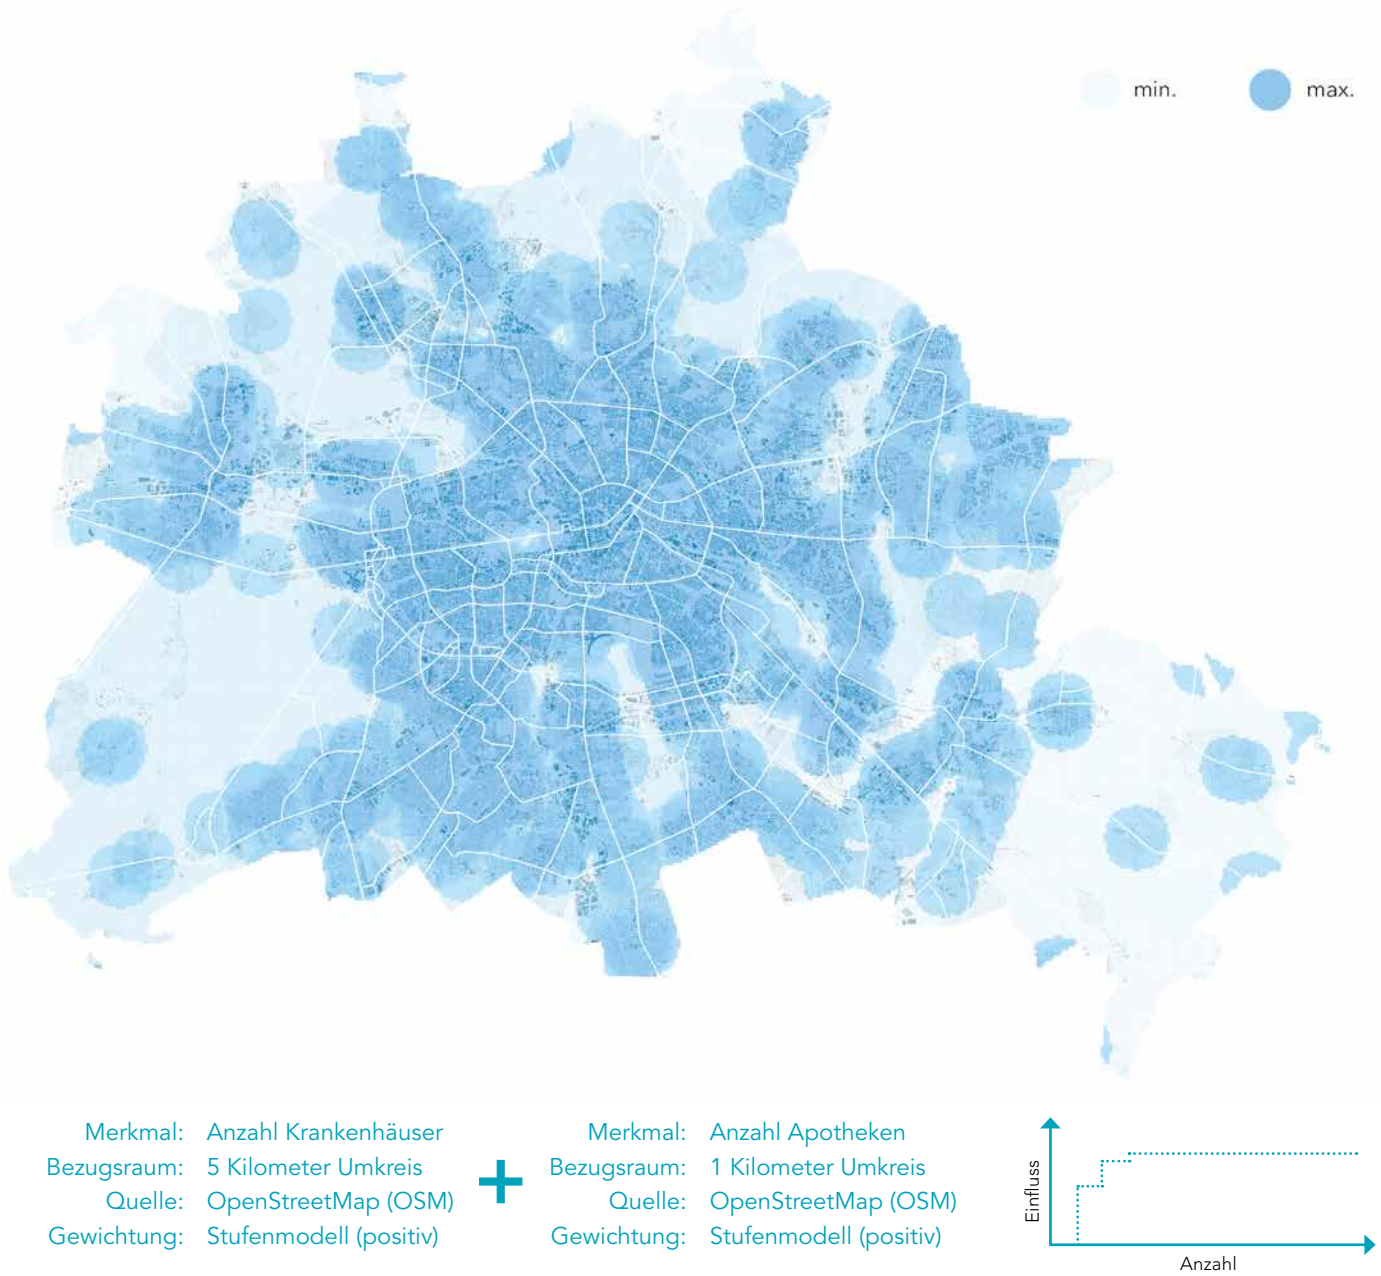 min.
max.
Merkmal: Anzahl Krankenhäuser
Bezugsraum: 5 Kilometer Umkreis
Quelle: OpenStreetMap (OSM)
Gewichtung: Stufenmodell (positiv)
+
Merkmal: Anzahl Apotheken
Bezugsraum: 1 Kilometer Umkreis
Quelle: OpenStreetMap (OSM)
Gewichtung: Stufenmodell (positiv)
Einfluss
Anzahl